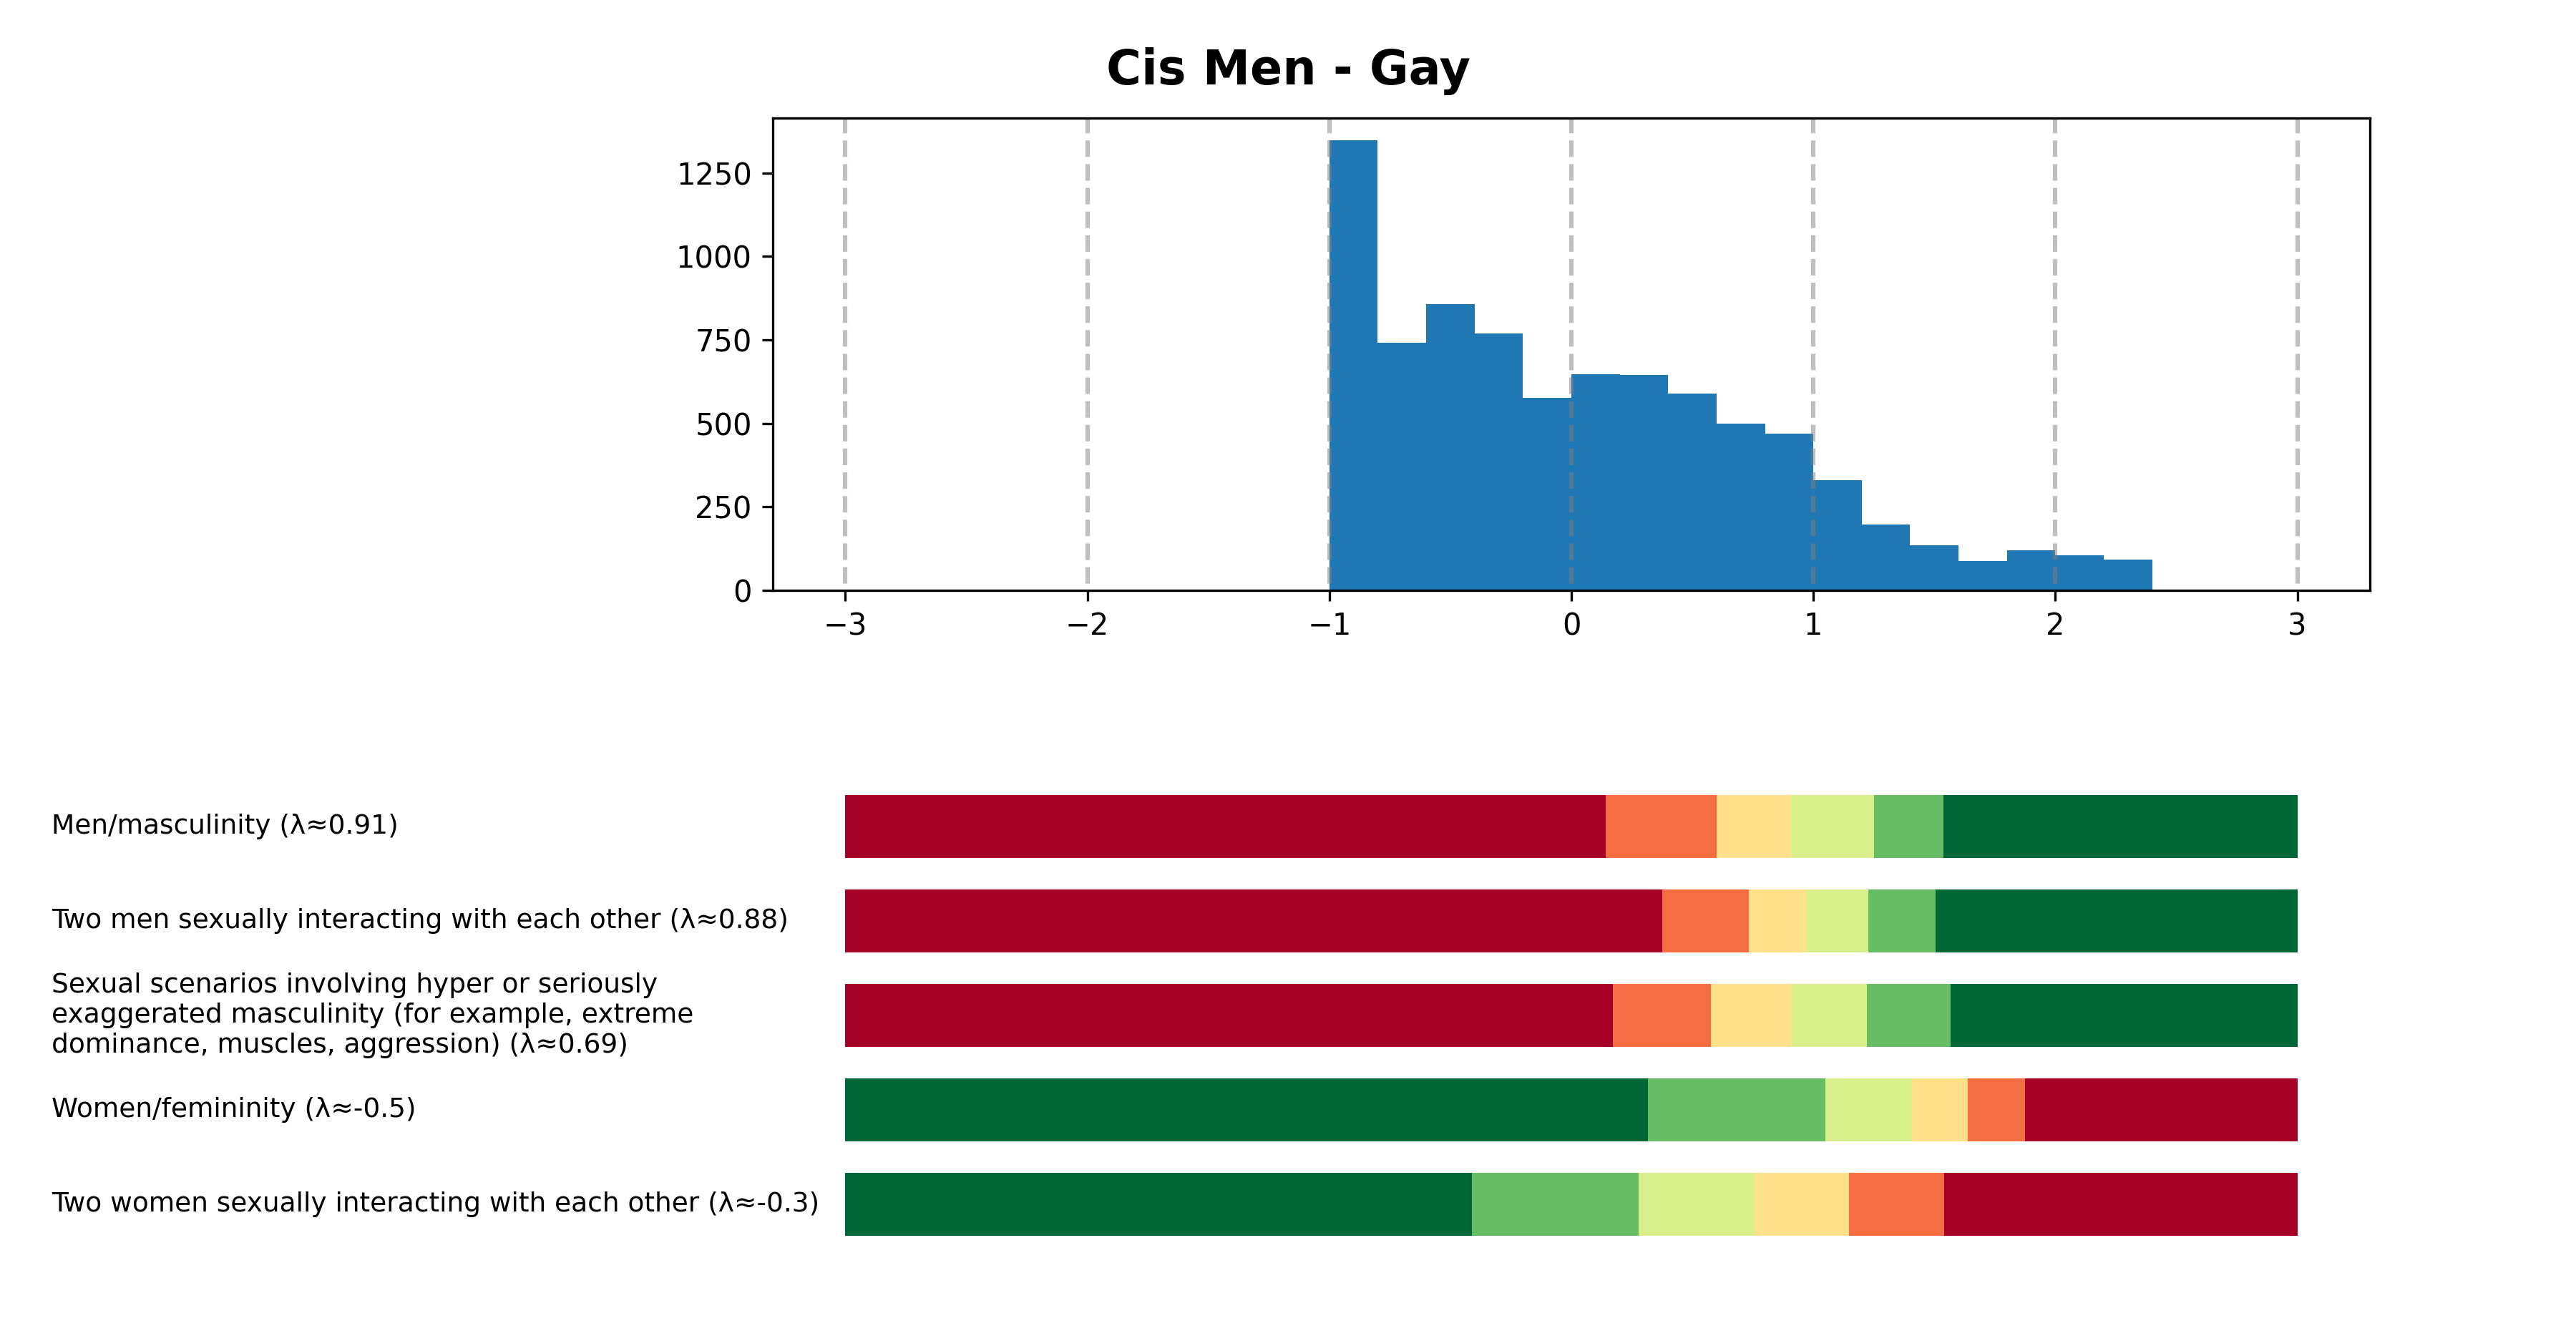 Cis Men - Gay
1250
1000
750
500
250
0
−3 −2 −1 0 1 2 3
Men/masculinity (λ≈0.91)
Two men sexually interacting with each other (λ≈0.88)
Sexual scenarios involving hyper or seriously
exaggerated masculinity (for example, extreme
dominance, muscles, aggression) (λ≈0.69)
Women/femininity (λ≈-0.5)
Two women sexually interacting with each other (λ≈-0.3)